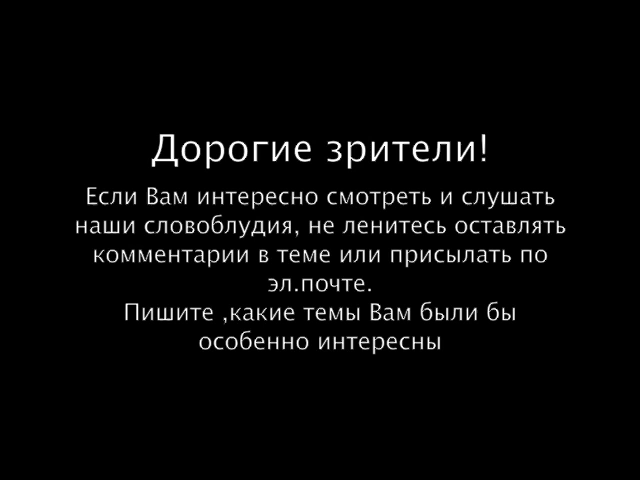 Дорогие зрители!
Если Вам интересно смотреть и слушать
наши словоблудия, не ленитесь оставлять
комментарии в теме или присылать по
эл.почте.
Пишите ,какие темы Вам были бы
особенно интересны